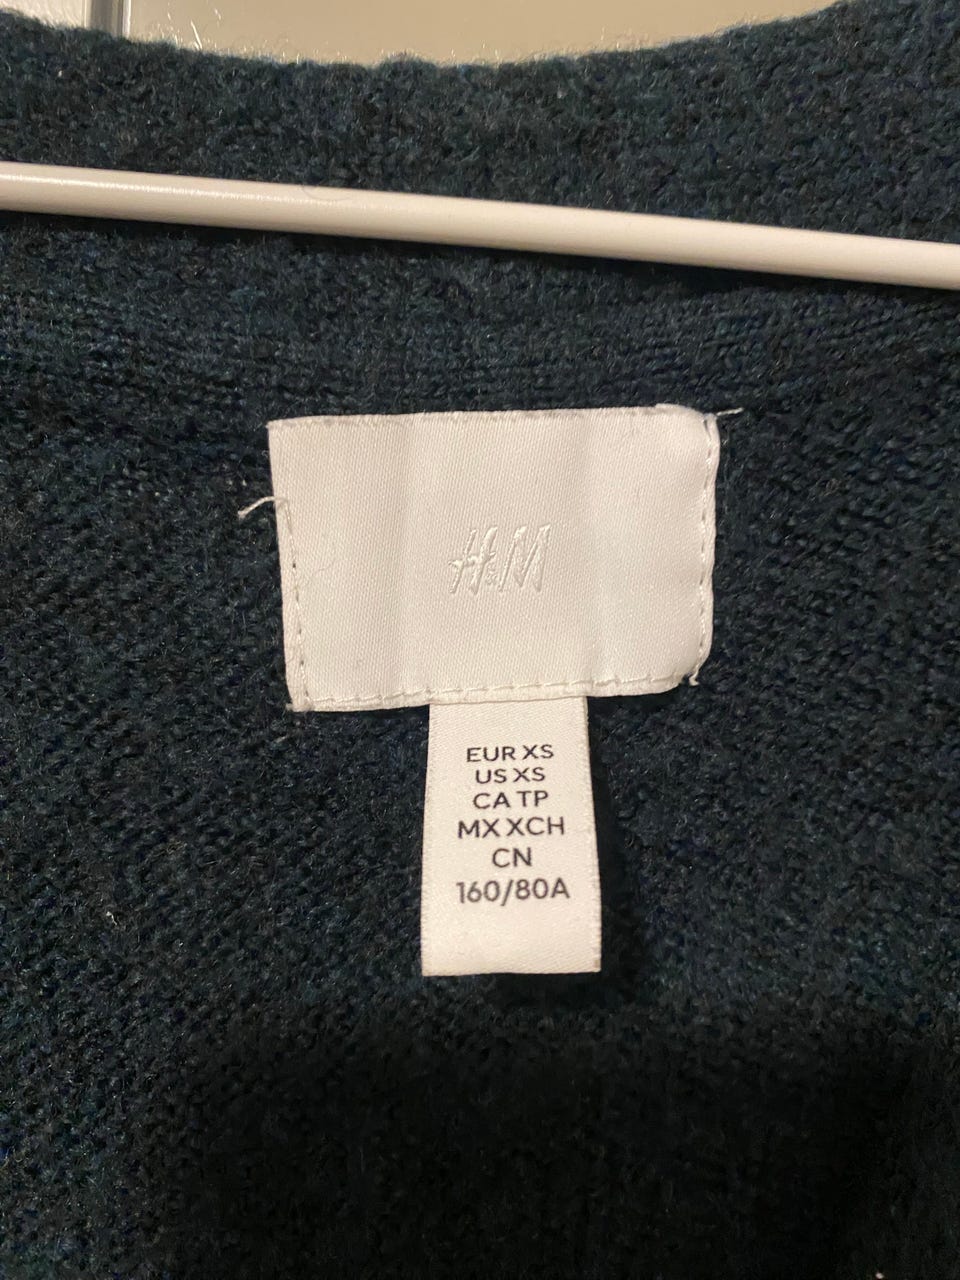 H&M
EUR XS
US XS
CA TP
MX XCH
CN
160/80A